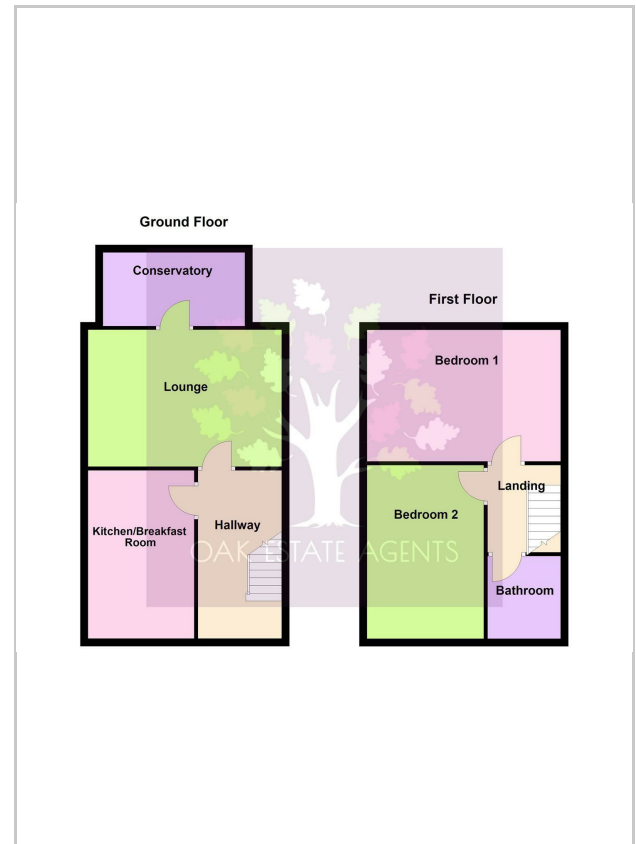 Ground Floor
Conservatory
Lounge
Kitchen/Breakfast
Room
Hallway
First Floor
Bedroom 1
Landing
Bedroom 2
Bathroom
OAK ESTATE AGENTS